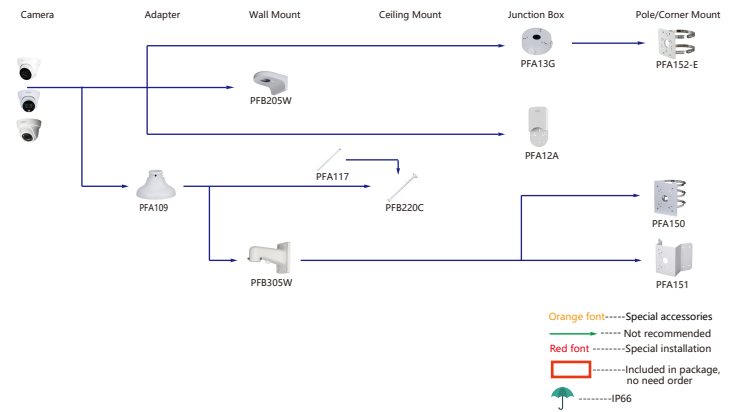 Camera
Adapter
Wall Mount
Ceiling Mount
Junction Box
Pole/Corner Mount
PFA13G
PFA152-E
PFB205W
PFA12A
PFA117
PFA109
PFB220C
PFA150
PFB305W
PFA151
Orange font-----Special accessories
----- Not recommended
Red font -----Special installation
-------Included in package,
no need order
--------IP66